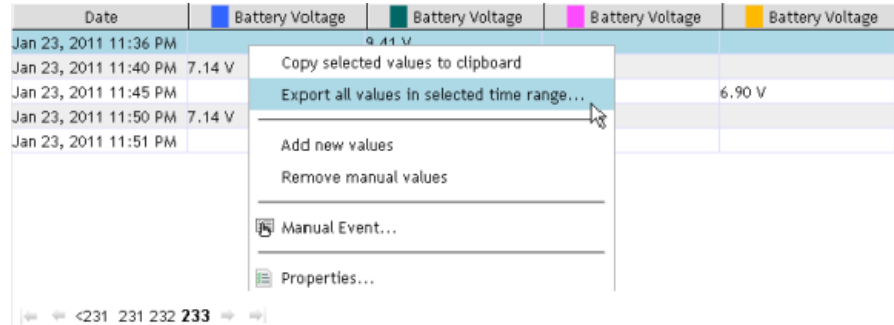 Date Battery Voltage Battery Voltage Battery Voltage Battery Voltage
Jan 23, 2011 11:36 PM 9.41 V
Jan 23, 2011 11:40 PM 7.14 V
Jan 23, 2011 11:45 PM 6.90 V
Jan 23, 2011 11:50 PM 7.14 V
Jan 23, 2011 11:51 PM
Copy selected values to clipboard
Export all values in selected time range...
Add new values
Remove manual values
Manual Event...
Properties...
<231 231 232 233